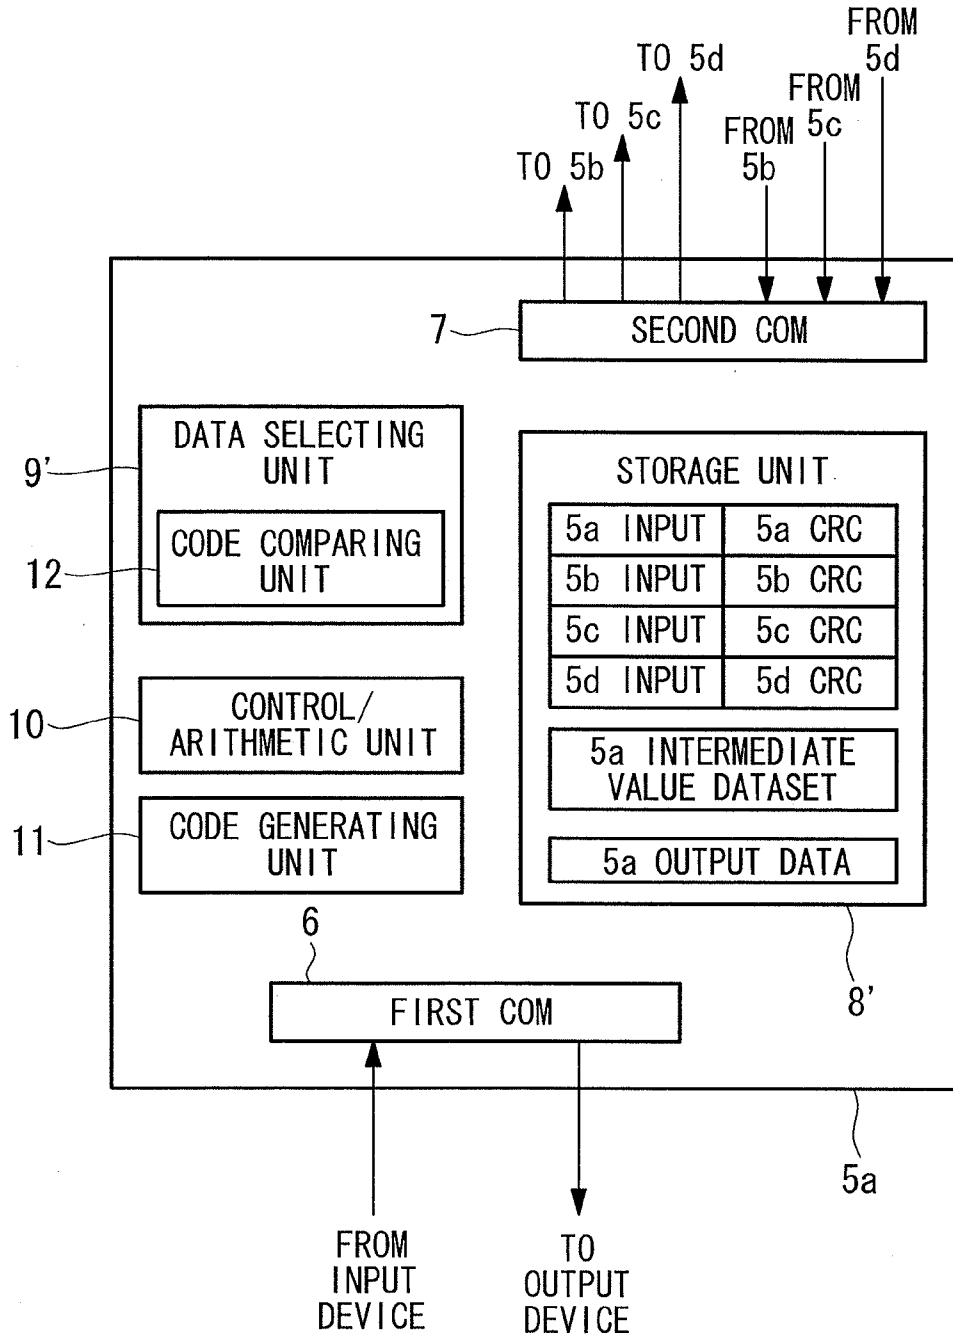 FROM
5d
TO 5d
FROM
5c
TO 5c
FROM
5b
TO 5b
7
SECOND COM
9'
DATA SELECTING
UNIT
12
CODE COMPARING
UNIT
STORAGE UNIT
5a INPUT 5a CRC
5b INPUT 5b CRC
5c INPUT 5c CRC
5d INPUT 5d CRC
10
CONTROL/
ARITHMETIC UNIT
5a INTERMEDIATE
VALUE DATASET
11
CODE GENERATING
UNIT
5a OUTPUT DATA
6
FIRST COM
8'
5a
FROM
INPUT
DEVICE
TO
OUTPUT
DEVICE